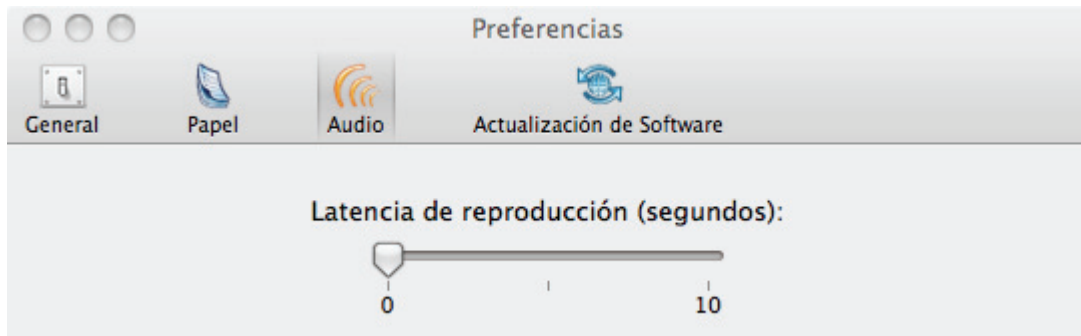 Preferencias
General Papel Audio Actualización de Software
Latencia de reproducción (segundos):
0 10